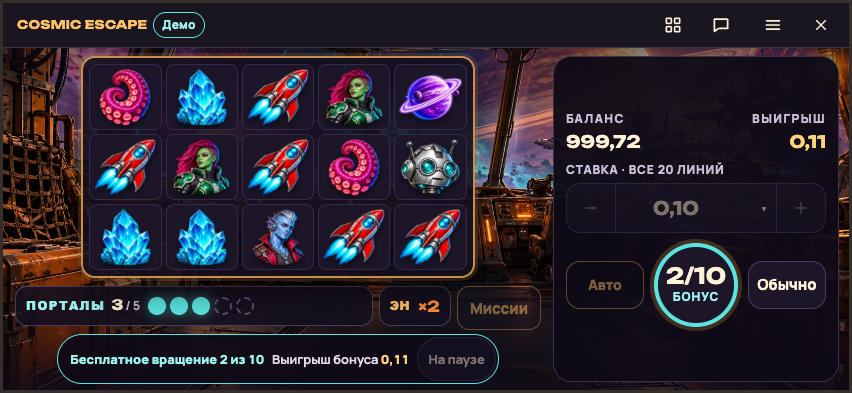 COSMIC ESCAPE Демо
БАЛАНС ВЫИГРЫШ
999,72 0,11
СТАВКА · ВСЕ 20 ЛИНИЙ
− 0,10 ▾ +
Авто 2/10 БОНУС Обычно
ПОРТАЛЫ 3 / 5 ЭН ×2 Миссии
Бесплатное вращение 2 из 10 Выигрыш бонуса 0,11 На паузе